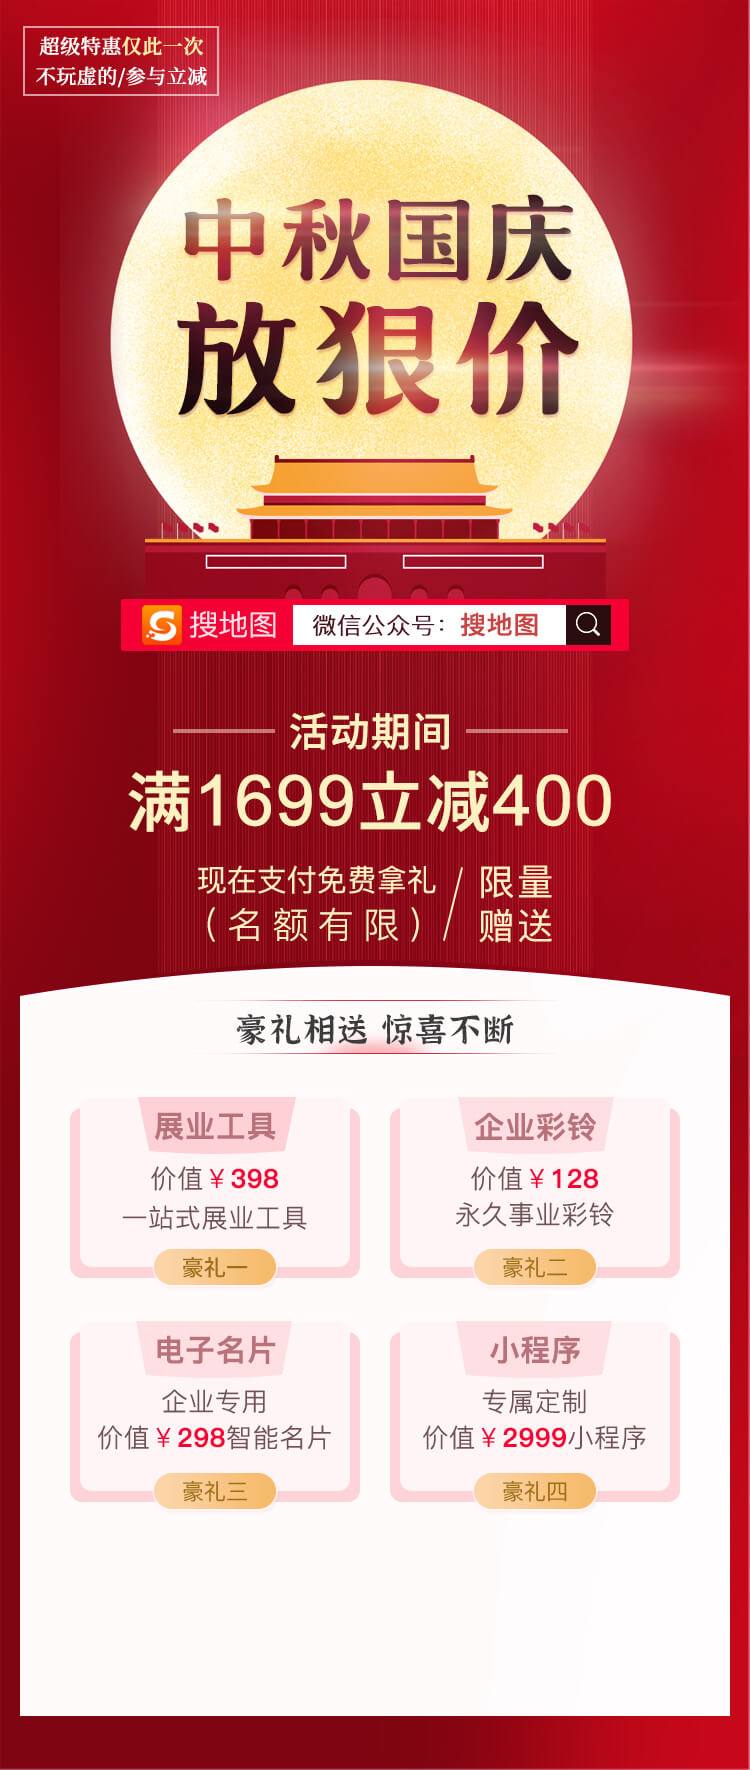 超级特惠仅此一次
不玩虚的/参与立减
中秋国庆
放狠价
搜地图 微信公众号：搜地图
活动期间
满1699立减400
现在支付免费拿礼
（名额有限）
限量
赠送
豪礼相送 惊喜不断
展业工具
价值￥398
一站式展业工具
豪礼一
企业彩铃
价值￥128
永久事业彩铃
豪礼二
电子名片
企业专用
价值￥298智能名片
豪礼三
小程序
专属定制
价值￥2999小程序
豪礼四